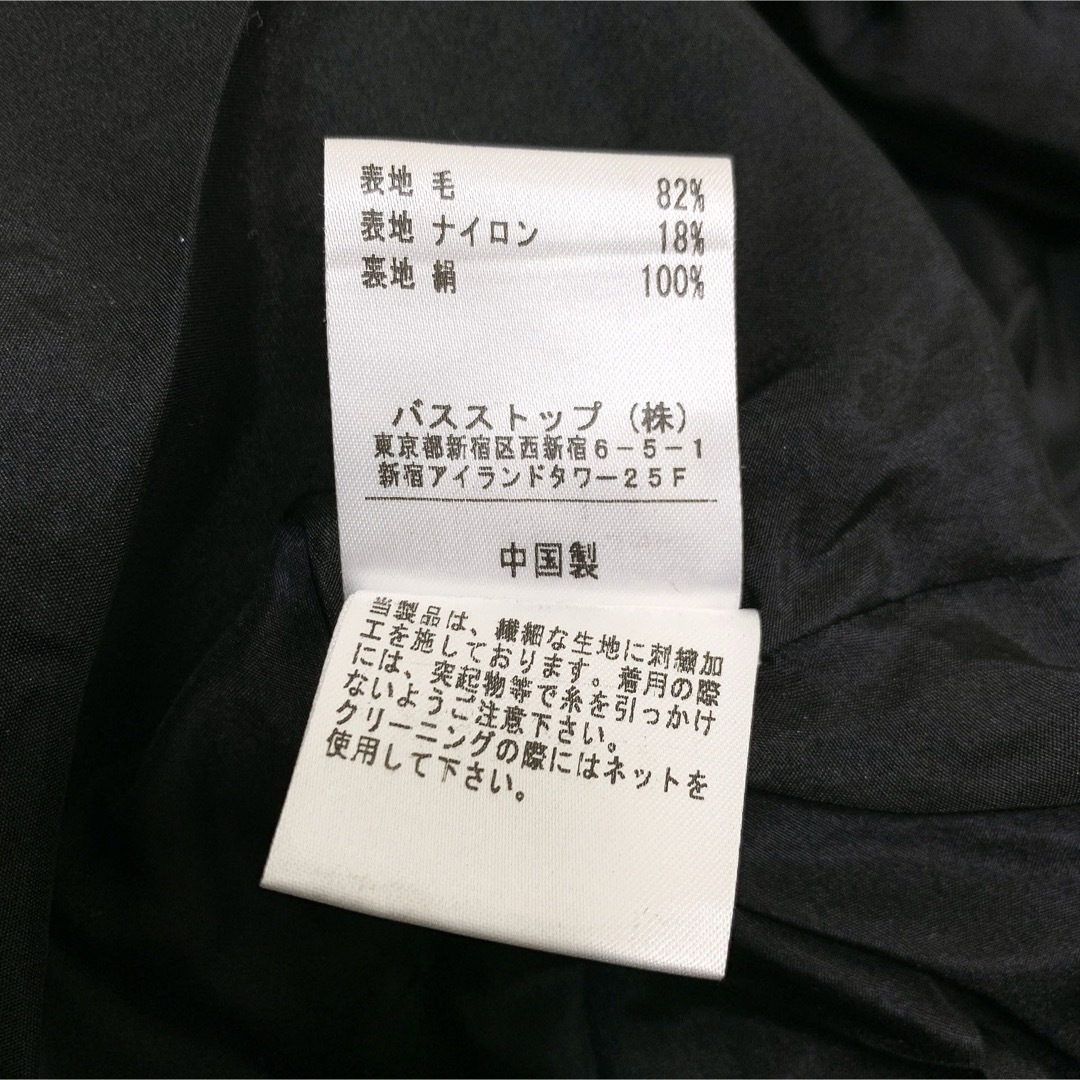 表地 毛 82%
表地 ナイロン 18%
裏地 絹 100%
バスストップ (株)
東京都新宿区西新宿6－5－1
新宿アイランドタワー25F
中国製
当製品は、繊細な生地に刺繍加
工を施しております。着用の際
には、突起物等で糸を引っかけ
ないようご注意下さい。
クリーニングの際にはネットを
使用して下さい。